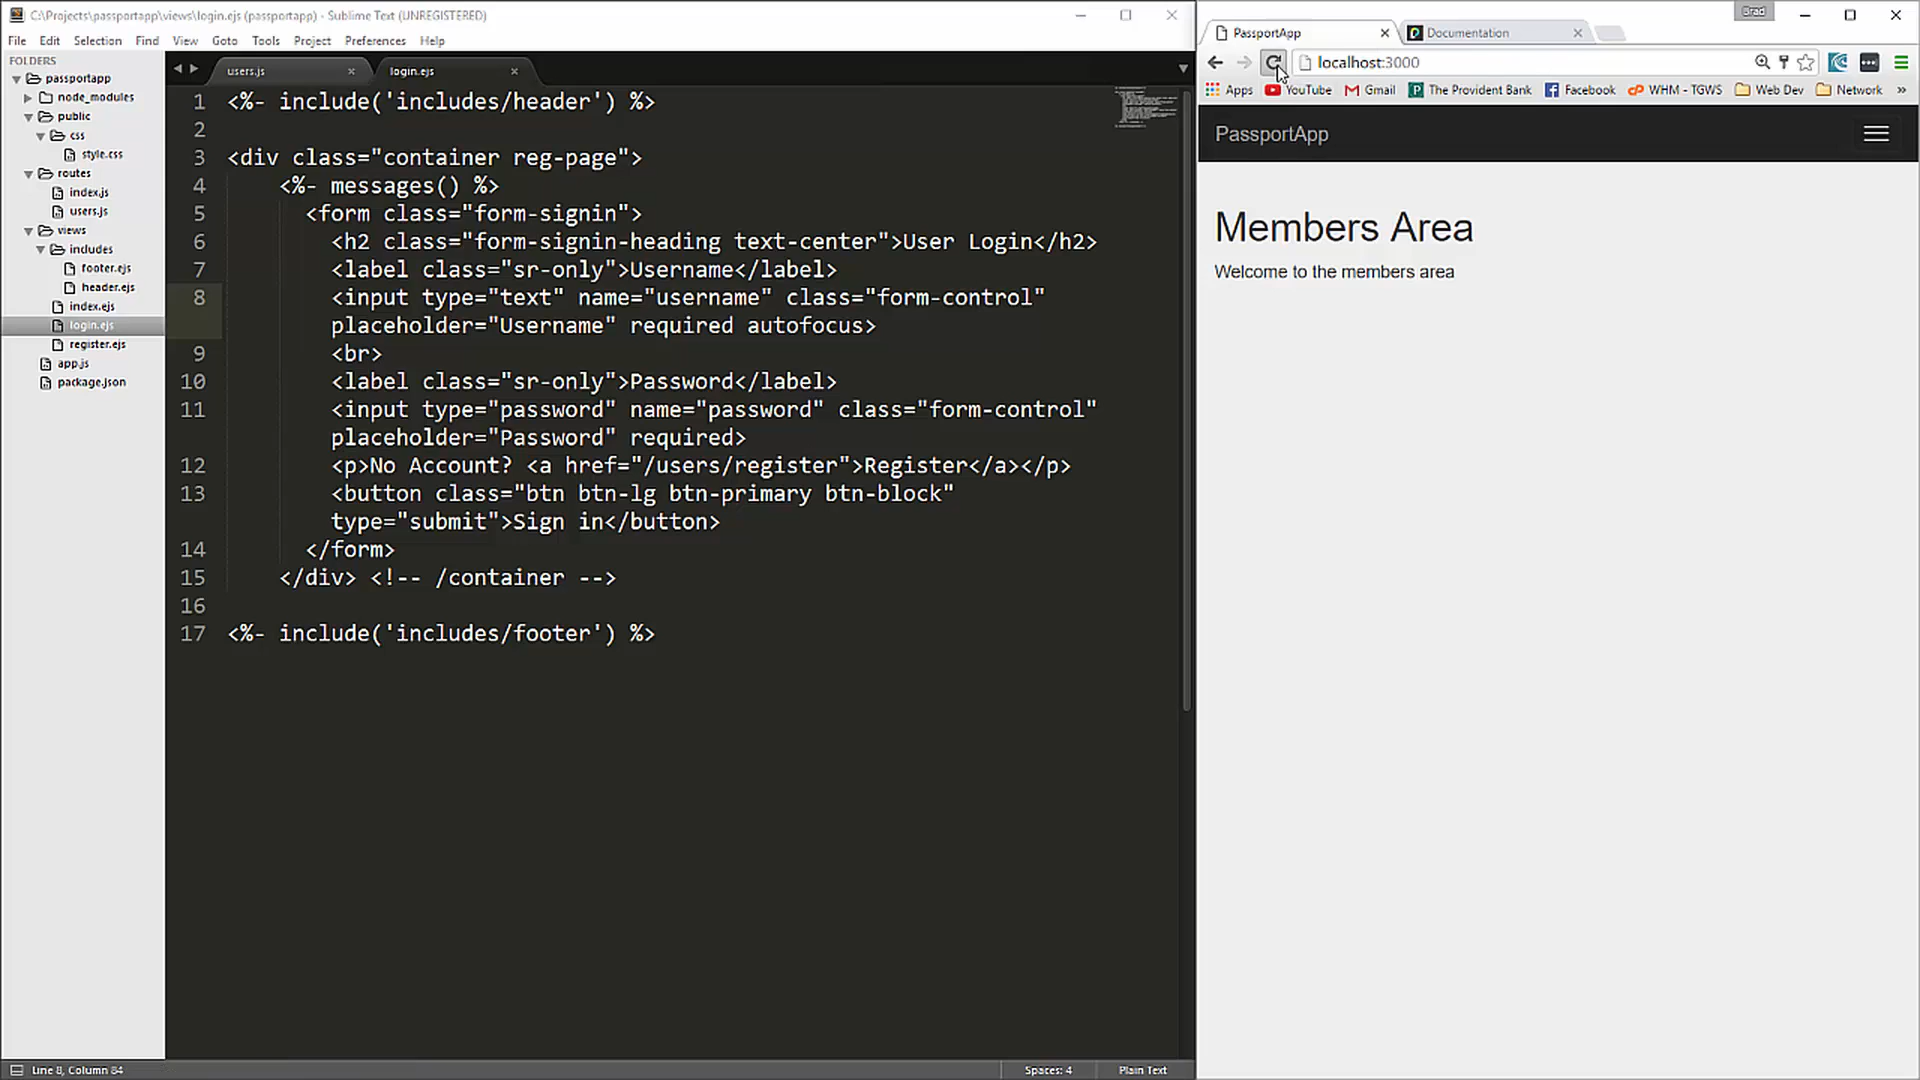 C:\Projects\passportapp\views\login.ejs (passportapp) - Sublime Text (UNREGISTERED)
File Edit Selection Find View Goto Tools Project Preferences Help
FOLDERS
passportapp
node_modules
public
css
style.css
routes
index.js
users.js
views
includes
footer.ejs
header.ejs
index.ejs
login.ejs
register.ejs
app.js
package.json
users.js
login.ejs
1 <%- include('includes/header') %>
2
3 <div class="container reg-page">
4 <%- messages() %>
5 <form class="form-signin">
6 <h2 class="form-signin-heading text-center">User Login</h2>
7 <label class="sr-only">Username</label>
8 <input type="text" name="username" class="form-control"
placeholder="Username" required autofocus>
9 <br>
10 <label class="sr-only">Password</label>
11 <input type="password" name="password" class="form-control"
placeholder="Password" required>
12 <p>No Account? <a href="/users/register">Register</a></p>
13 <button class="btn btn-lg btn-primary btn-block"
type="submit">Sign in</button>
14 </form>
15 </div> <!-- /container -->
16
17 <%- include('includes/footer') %>
Line 8, Column 84
Spaces: 4
Plain Text
Brad
PassportApp
Documentation
localhost:3000
Apps YouTube Gmail The Provident Bank Facebook WHM - TGWS Web Dev Network »
PassportApp
Members Area
Welcome to the members area